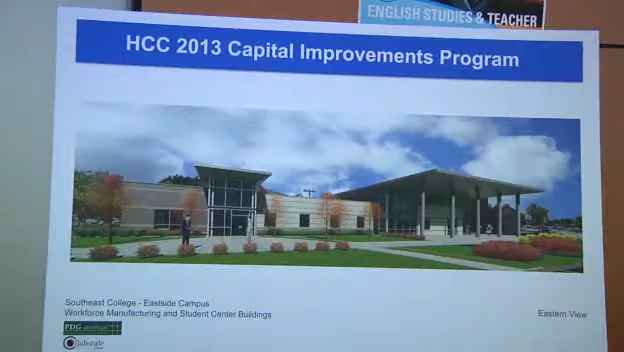 ENGLISH STUDIES & TEACHER
HCC 2013 Capital Improvements Program
Southeast College - Eastside Campus
Workforce Manufacturing and Student Center Buildings
Eastern View
PDG